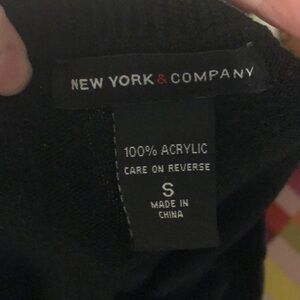 NEW YORK & COMPANY
100% ACRYLIC
CARE ON REVERSE
S
MADE IN
CHINA